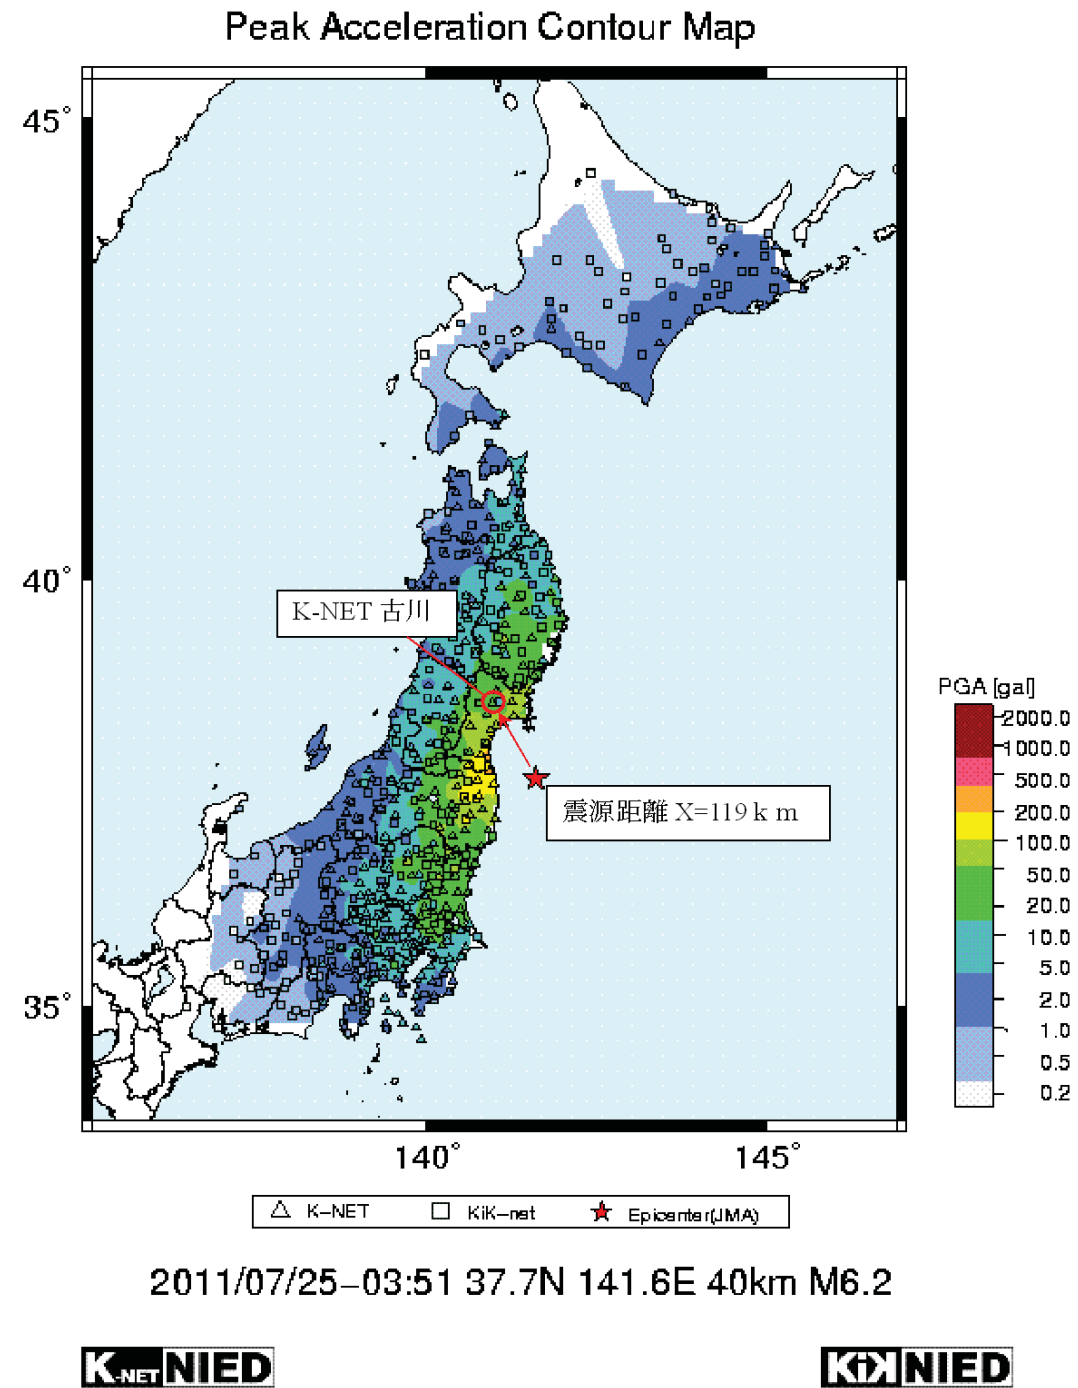 Peak Acceleration Contour Map
45°
40°
35°
140°
145°
K-NET 古川
震源距離 X=119 k m
PGA [gal]
2000.0
1000.0
500.0
200.0
100.0
50.0
20.0
10.0
5.0
2.0
1.0
0.5
0.2
K-NET
KiK-net
Epicenter(JMA)
2011/07/25-03:51 37.7N 141.6E 40km M6.2
K-NET NIED
KiK NIED